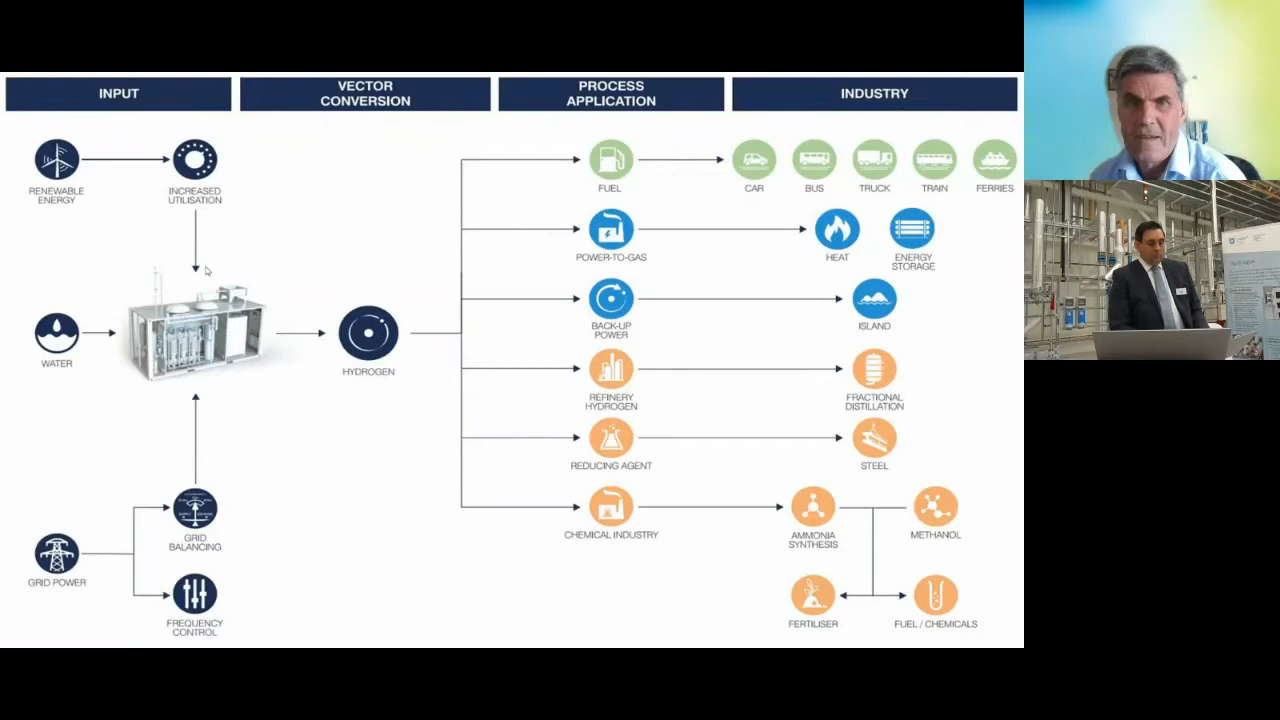 INPUT
VECTOR
CONVERSION
PROCESS
APPLICATION
INDUSTRY
RENEWABLE
ENERGY
INCREASED
UTILISATION
FUEL
CAR
BUS
TRUCK
TRAIN
FERRIES
POWER-TO-GAS
HEAT
ENERGY
STORAGE
WATER
HYDROGEN
BACK-UP
POWER
ISLAND
REFINERY
HYDROGEN
FRACTIONAL
DISTILLATION
REDUCING AGENT
STEEL
GRID POWER
GRID
BALANCING
FREQUENCY
CONTROL
CHEMICAL INDUSTRY
AMMONIA
SYNTHESIS
METHANOL
FERTILISER
FUEL / CHEMICALS